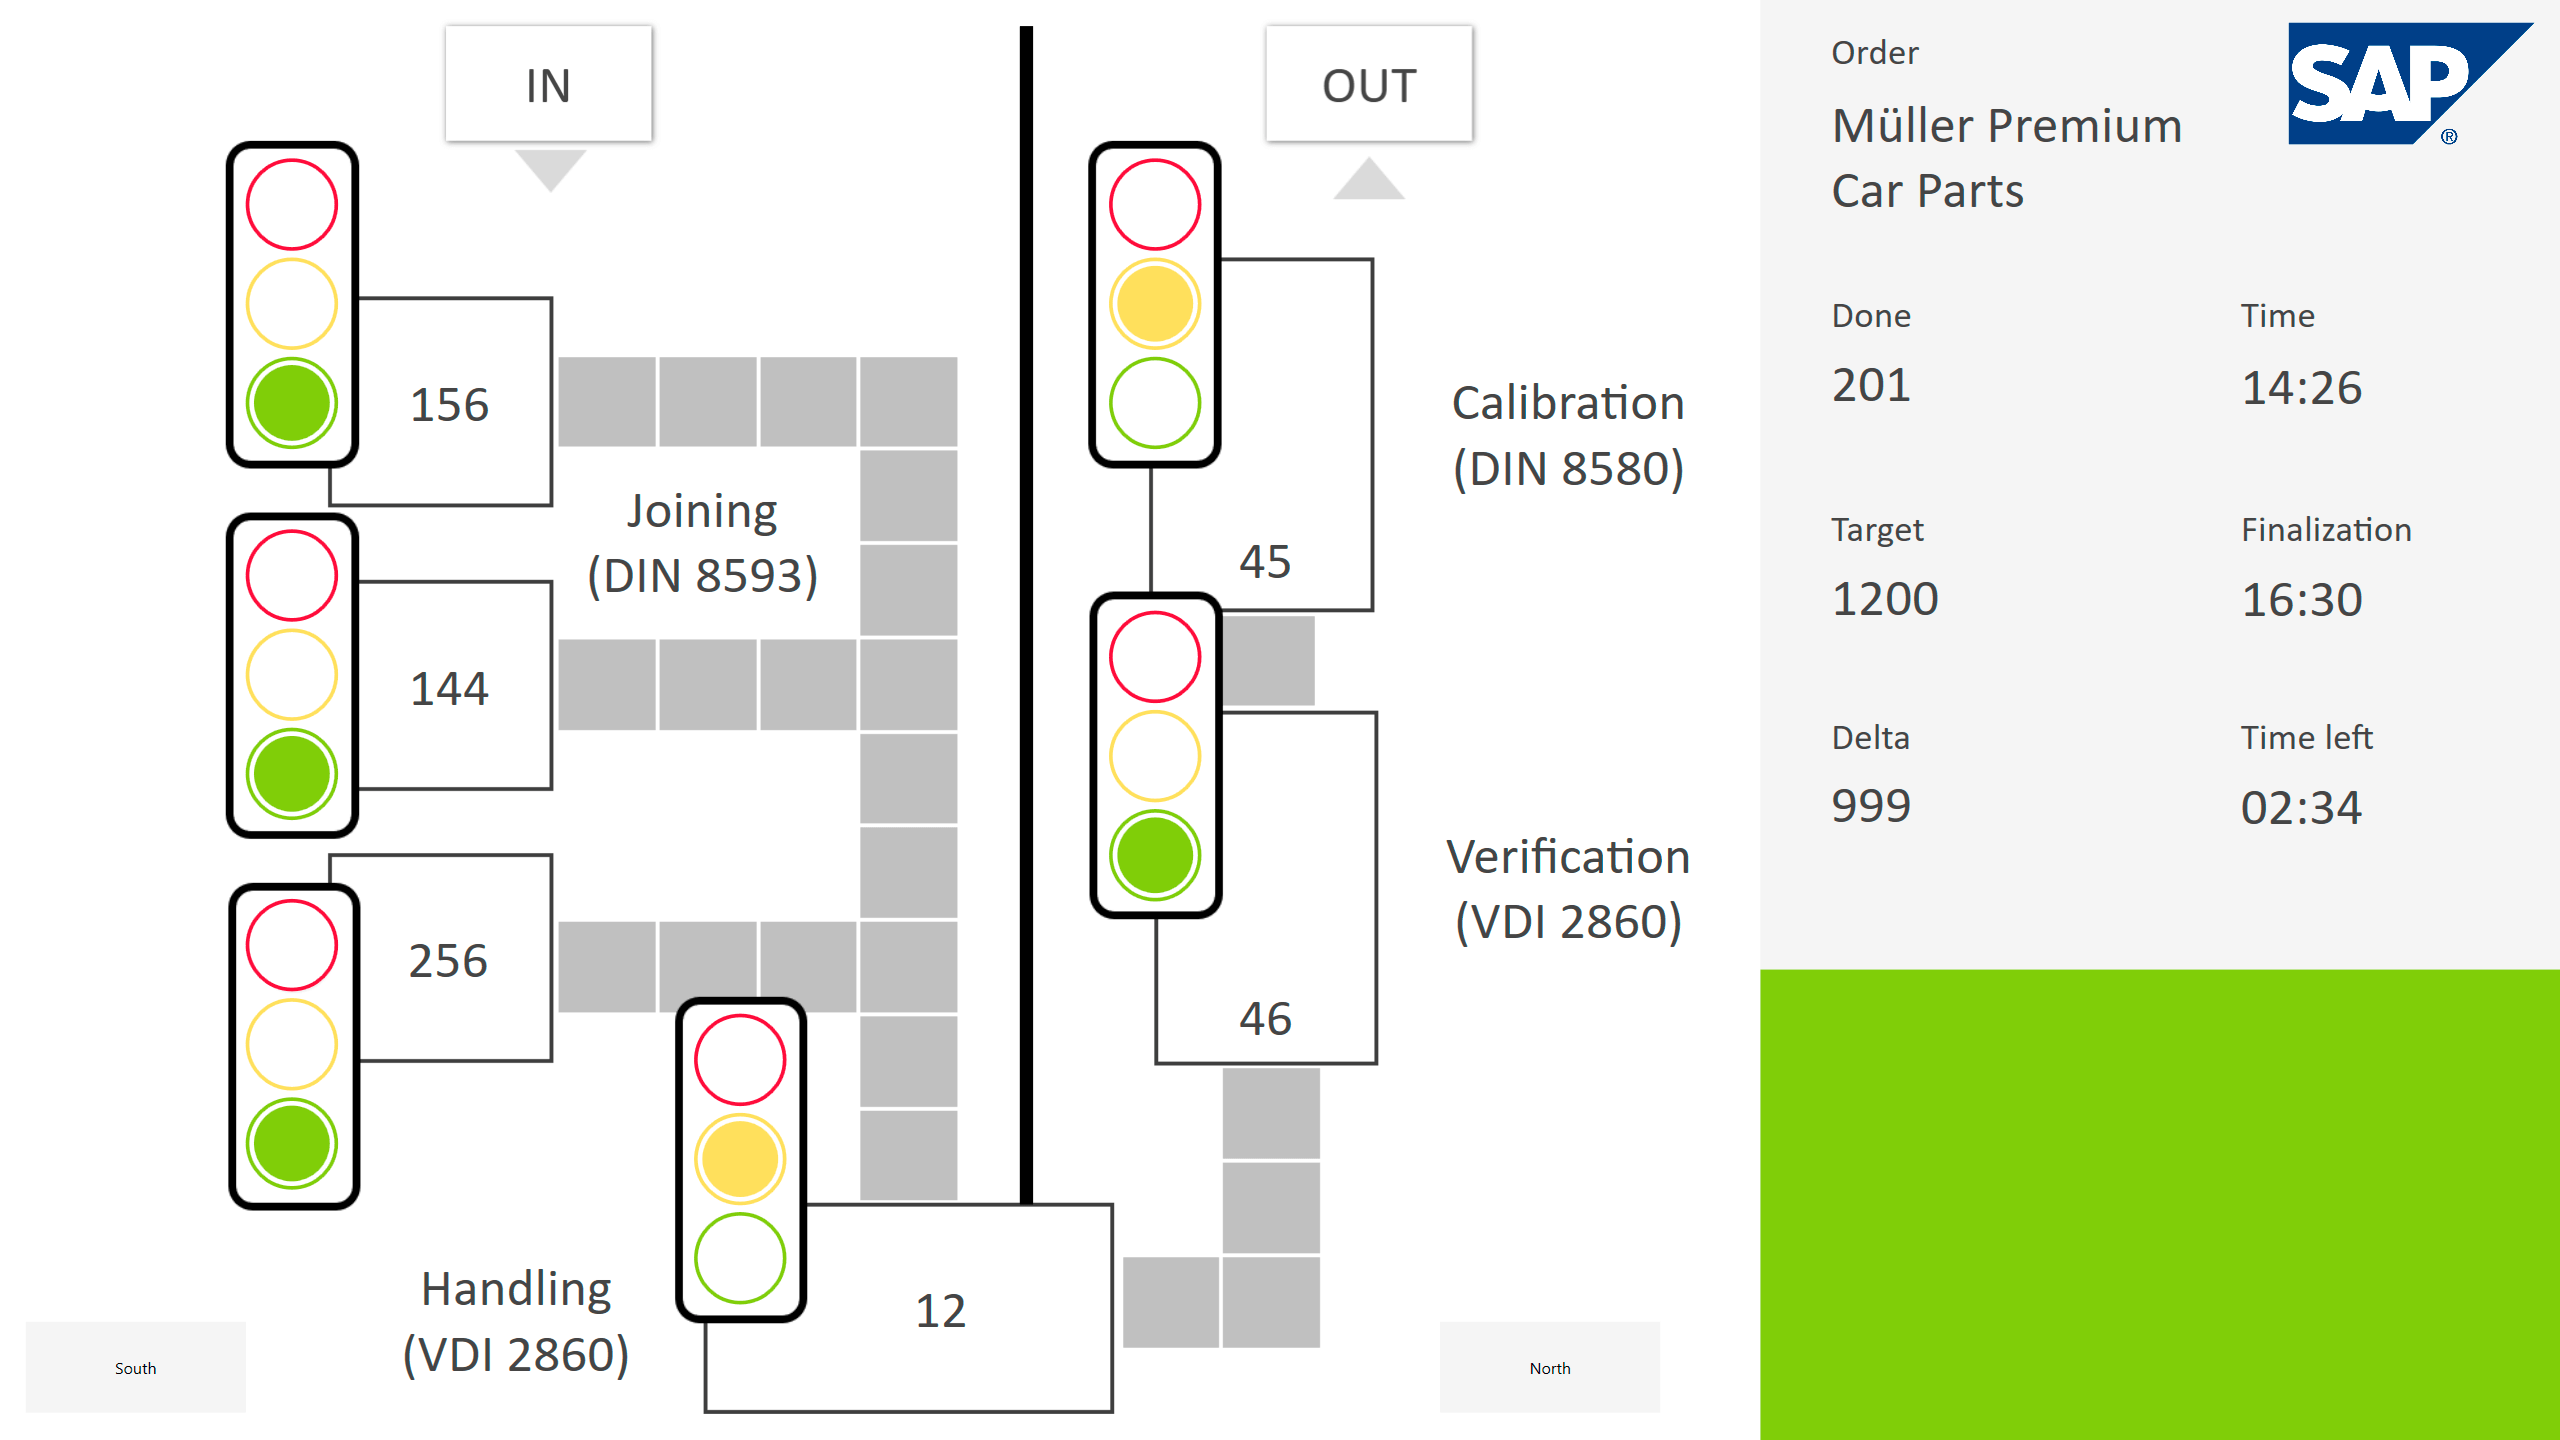 IN
OUT
156
Joining
(DIN 8593)
144
256
Handling
(VDI 2860)
12
Calibration
(DIN 8580)
45
Verification
(VDI 2860)
46
South
North
Order
SAP®
Müller Premium
Car Parts
Done
201
Time
14:26
Target
1200
Finalization
16:30
Delta
999
Time left
02:34